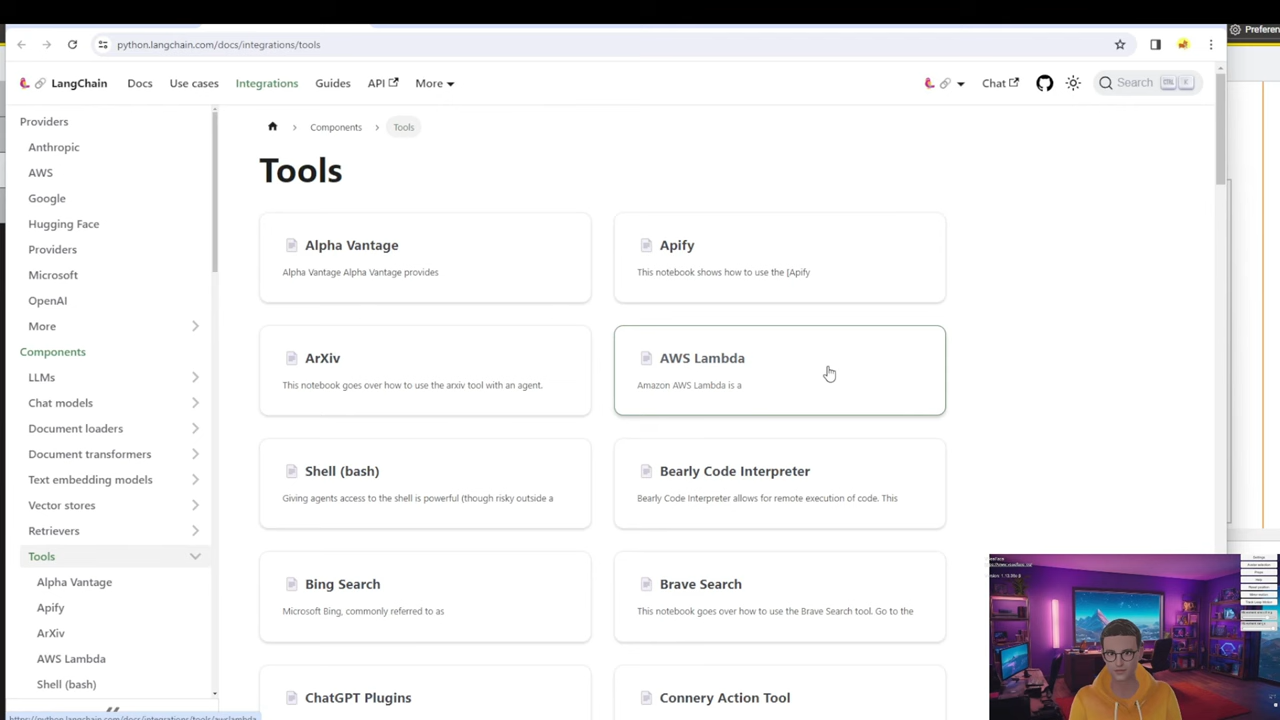 Preferen
python.langchain.com/docs/integrations/tools
LangChain Docs Use cases Integrations Guides API More Chat Search
Providers
Anthropic
AWS
Google
Hugging Face
Providers
Microsoft
OpenAI
More
Components
LLMs
Chat models
Document loaders
Document transformers
Text embedding models
Vector stores
Retrievers
Tools
Alpha Vantage
Apify
ArXiv
AWS Lambda
Shell (bash)
Components Tools
Tools
Alpha Vantage
Alpha Vantage Alpha Vantage provides
Apify
This notebook shows how to use the [Apify
ArXiv
This notebook goes over how to use the arxiv tool with an agent.
AWS Lambda
Amazon AWS Lambda is a
Shell (bash)
Giving agents access to the shell is powerful (though risky outside a
Bearly Code Interpreter
Bearly Code Interpreter allows for remote execution of code. This
Bing Search
Microsoft Bing, commonly referred to as
Brave Search
This notebook goes over how to use the Brave Search tool. Go to the
ChatGPT Plugins
Connery Action Tool